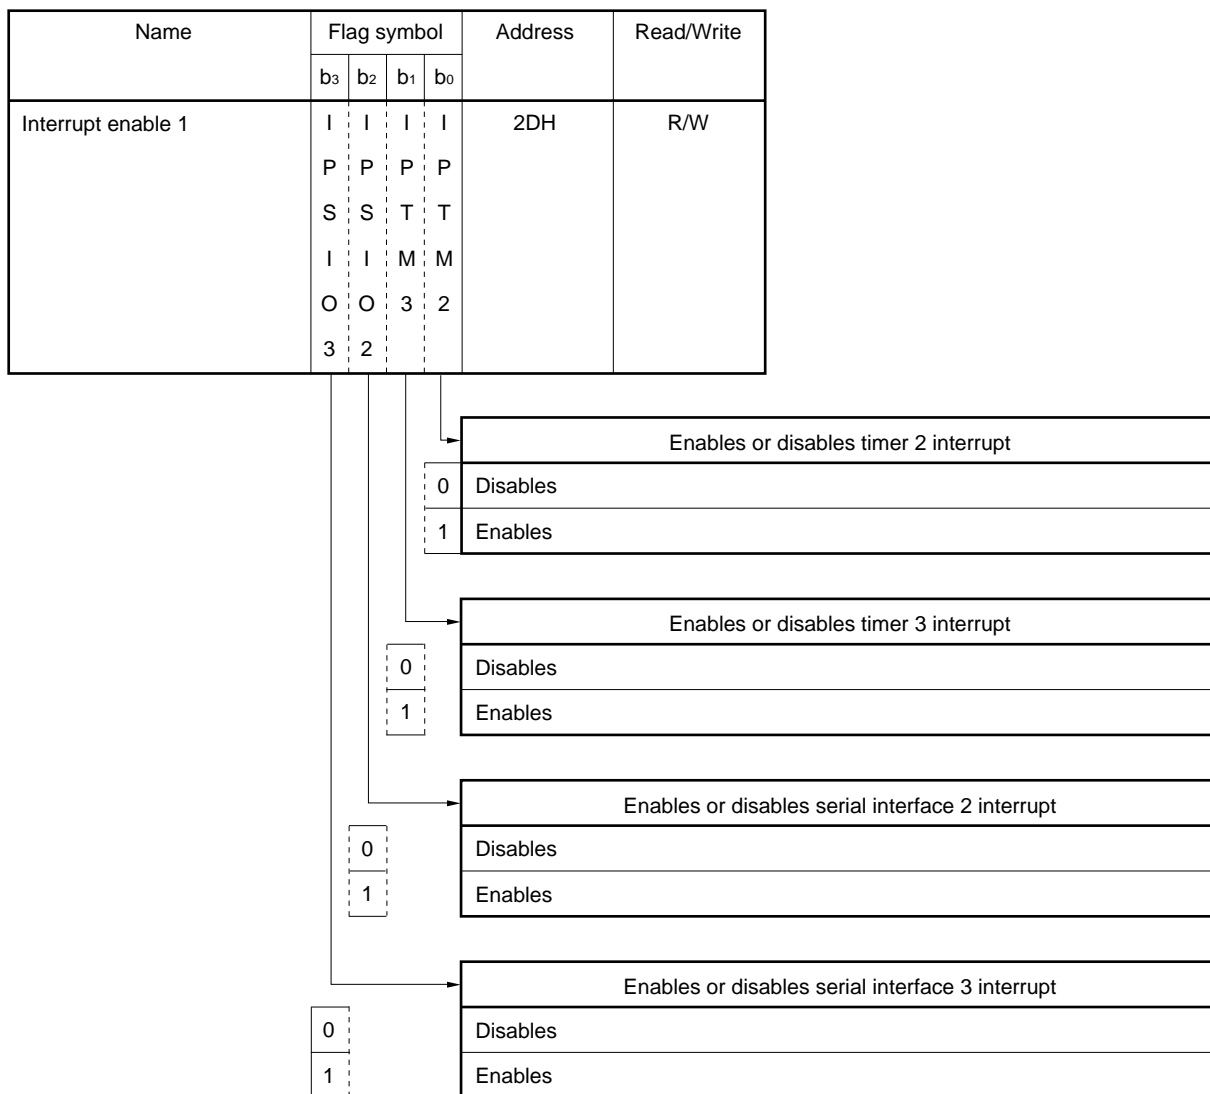 Name Flag symbol Address Read/Write
b3 b2 b1 b0
Interrupt enable 1 I I I I 2DH R/W
P P P P
S S T T
I I M M
O O 3 2
3 2
Enables or disables timer 2 interrupt
0 Disables
1 Enables
Enables or disables timer 3 interrupt
0 Disables
1 Enables
Enables or disables serial interface 2 interrupt
0 Disables
1 Enables
Enables or disables serial interface 3 interrupt
0 Disables
1 Enables